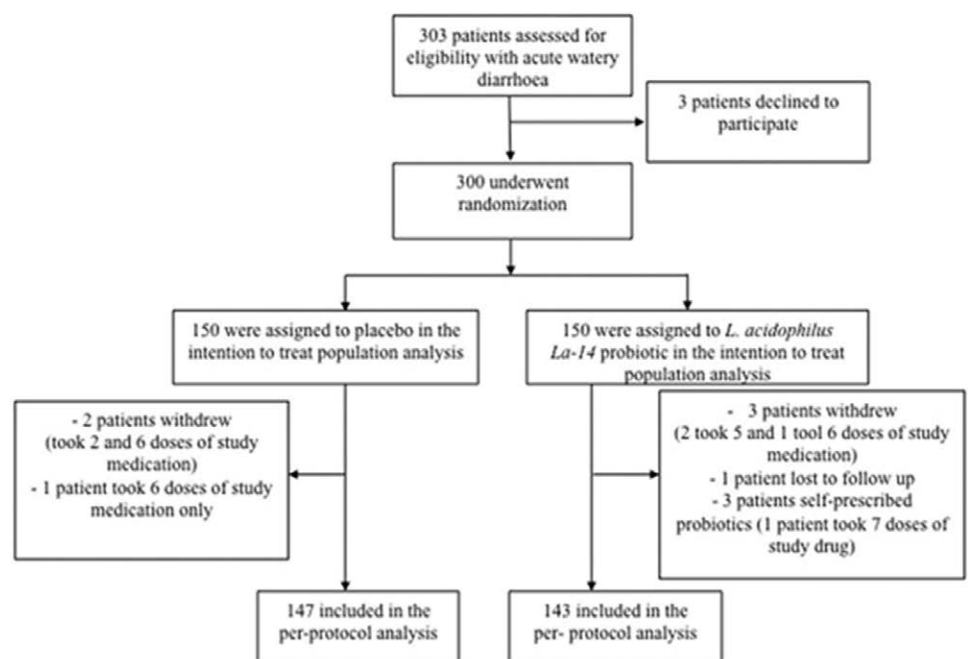 303 patients assessed for
eligibility with acute watery
diarrhoea
3 patients declined to
participate
300 underwent
randomization
150 were assigned to placebo in the
intention to treat population analysis
150 were assigned to L. acidophilus
La-14 probiotic in the intention to treat
population analysis
- 2 patients withdrew
(took 2 and 6 doses of study
medication)
- 1 patient took 6 doses of study
medication only
- 3 patients withdrew
(2 took 5 and 1 tool 6 doses of study
medication)
- 1 patient lost to follow up
- 3 patients self-prescribed
probiotics (1 patient took 7 doses of
study drug)
147 included in the
per-protocol analysis
143 included in the
per- protocol analysis